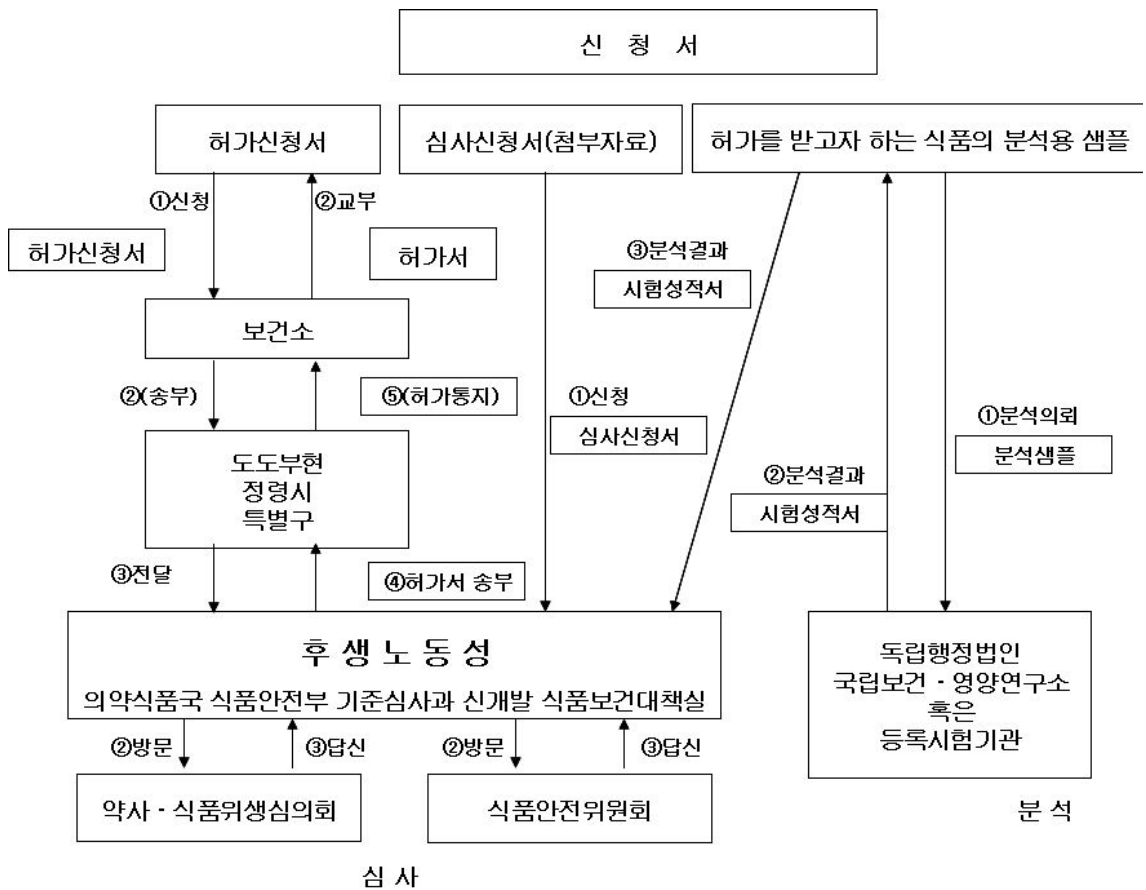 신 청 서
허가신청서
심사신청서(첨부자료)
허가를 받고자 하는 식품의 분석용 샘플
①신청
②교부
허가신청서
허가서
③분석결과
시험성적서
보건소
②(송부)
⑤(허가통지)
①신청
심사신청서
①분석의뢰
분석샘플
도도부현
정령시
특별구
②분석결과
시험성적서
③전달
④허가서 송부
후 생 노 동 성
의약식품국 식품안전부 기준심사과 신개발 식품보건대책실
독립행정법인
국립보건 - 영양연구소
혹은
등록시험기관
②방문
③답신
②방문
③답신
약사 - 식품위생심의회
식품안전위원회
분 석
심 사